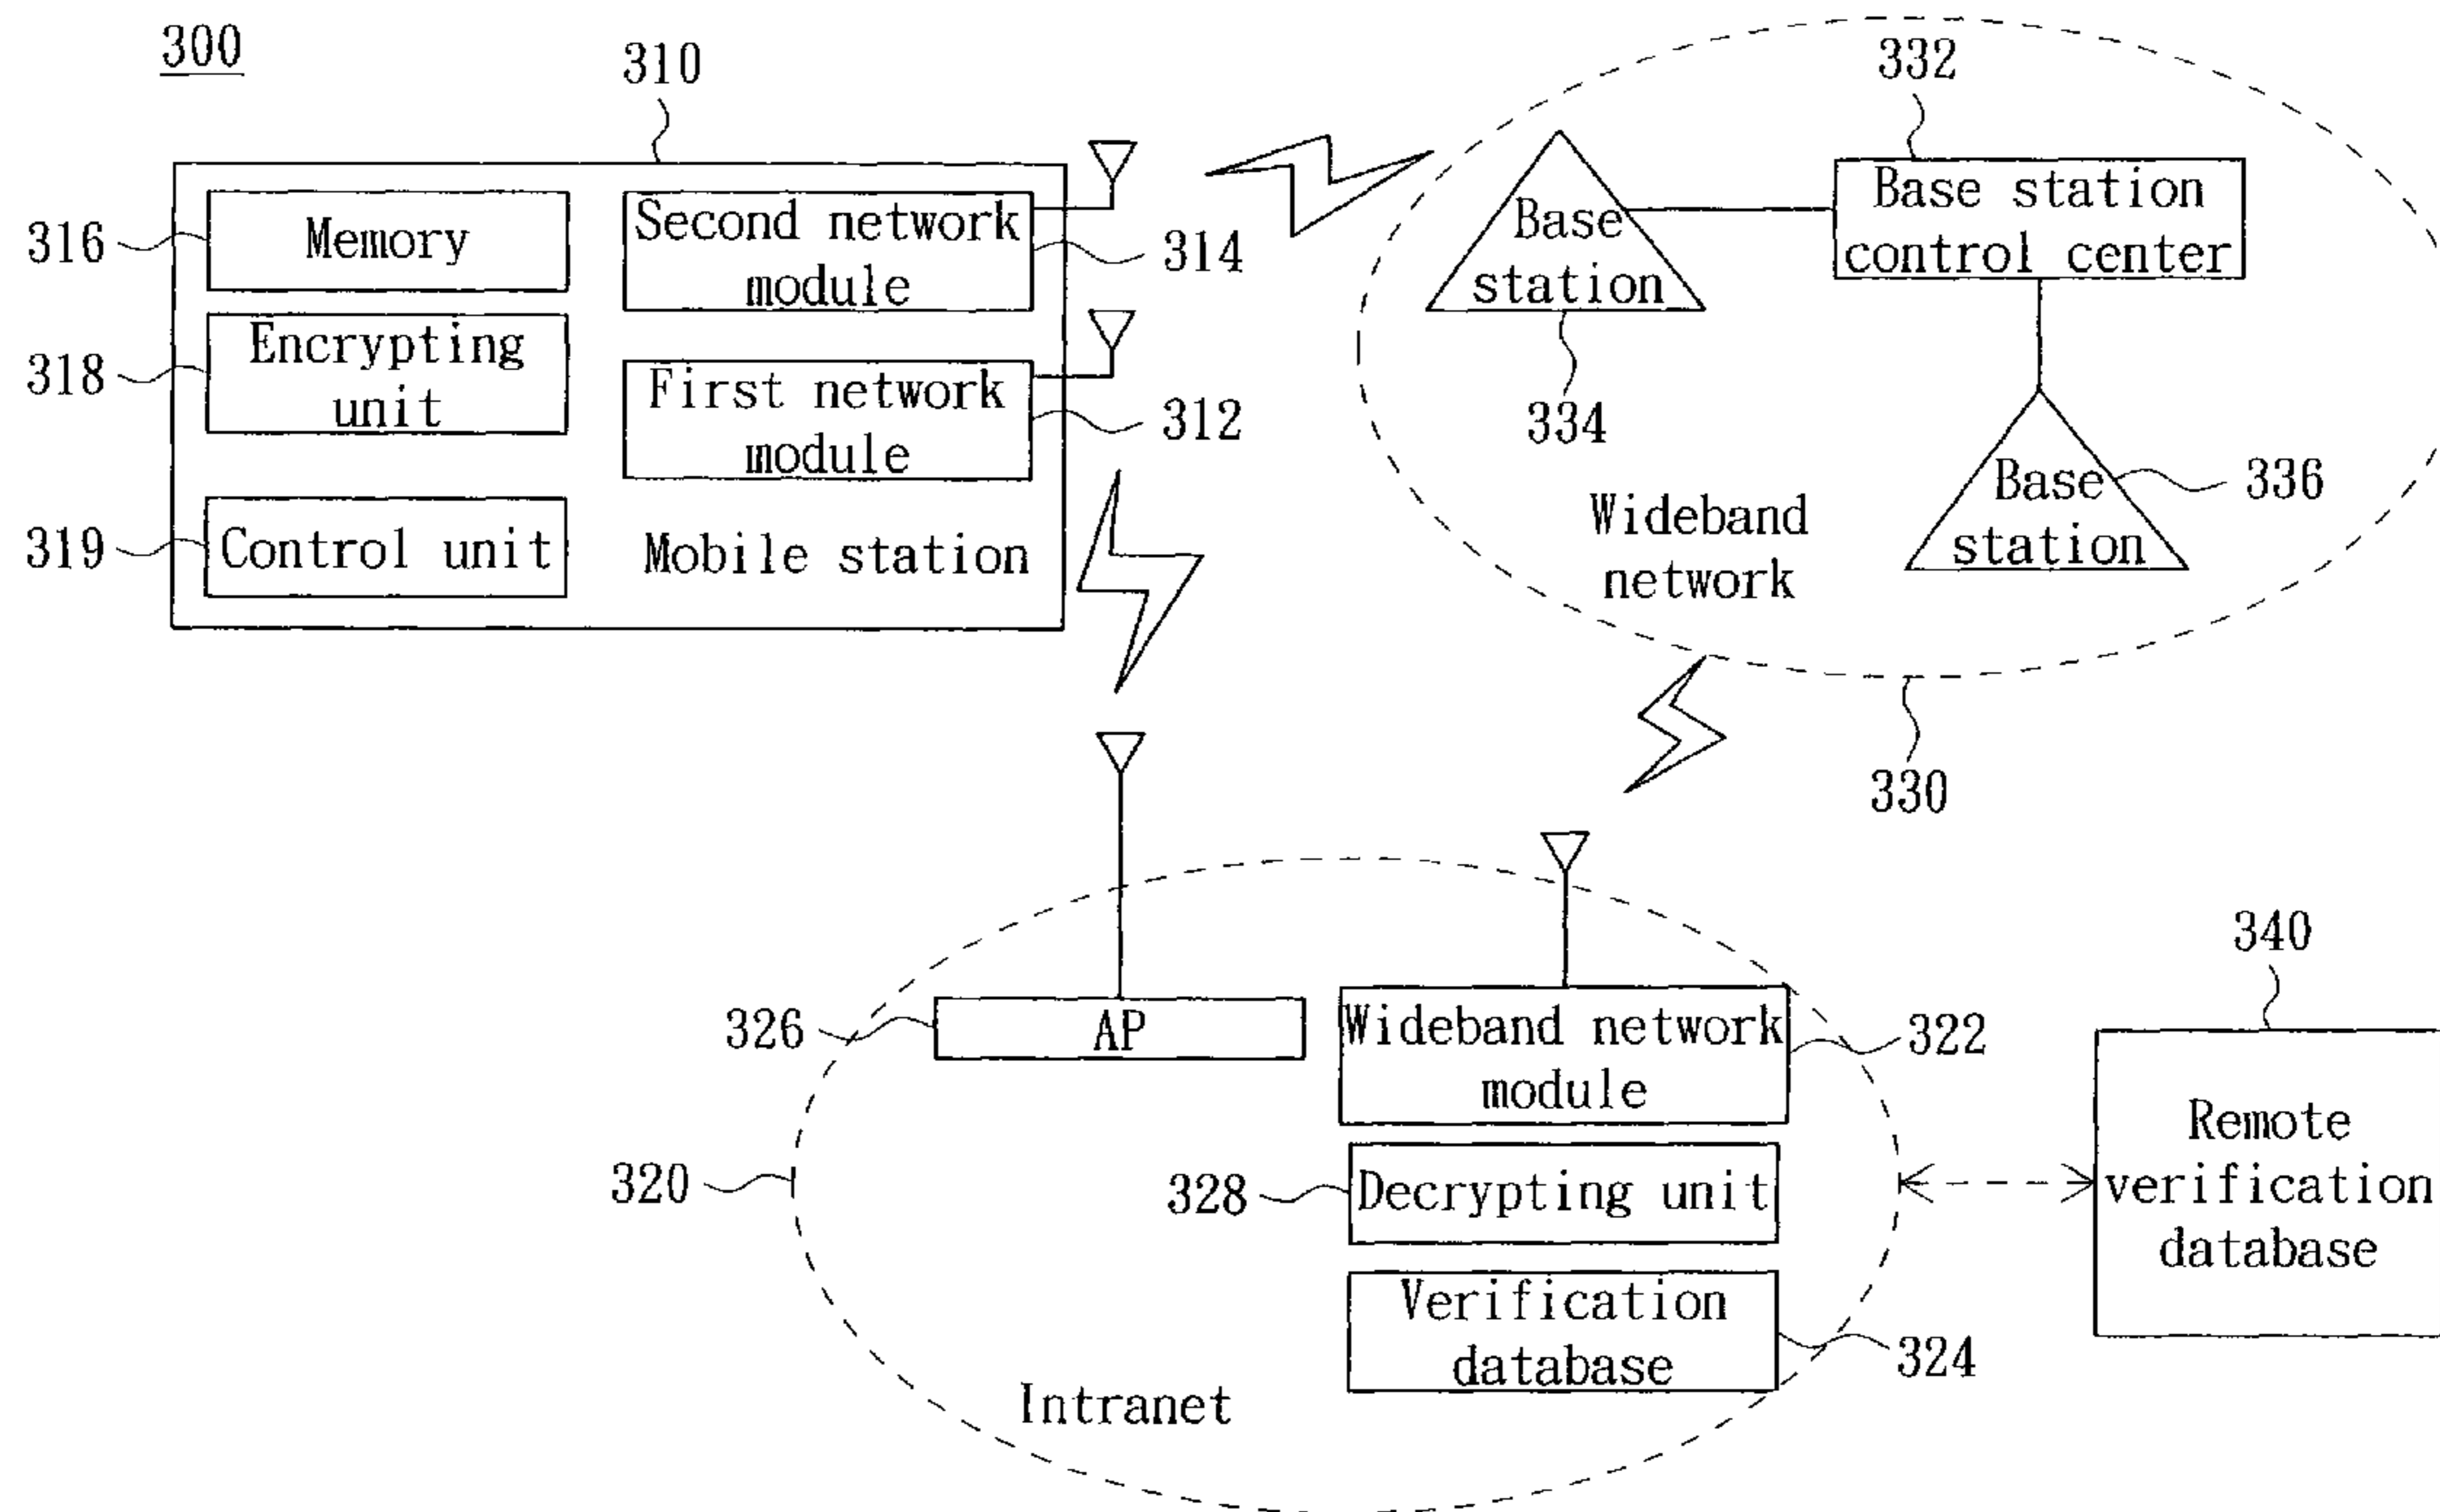 300
310
332
316
Memory
Second network
module
314
Base
station
Base station
control center
318
Encrypting
unit
First network
module
312
334
Base
station
336
319
Control unit
Mobile station
Wideband
network
330
340
326
AP
Wideband network
module
322
Remote
verification
database
320
328
Decrypting unit
Verification
database
324
Intranet